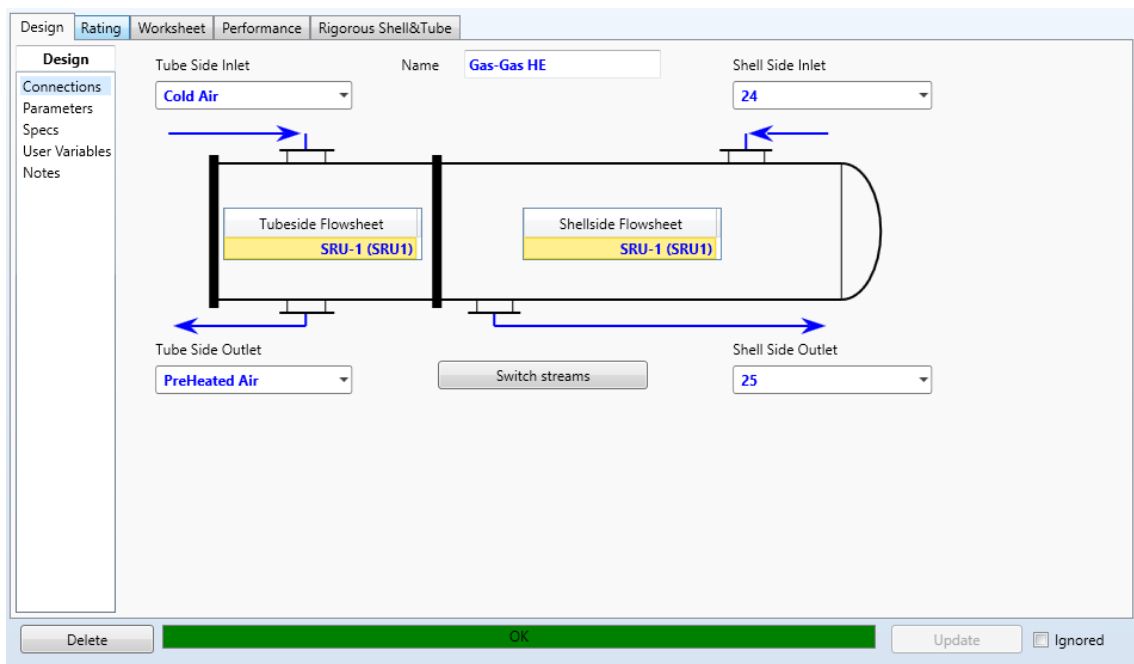 Design Rating Worksheet Performance Rigorous Shell&Tube
Design
Connections
Parameters
Specs
User Variables
Notes
Tube Side Inlet
Cold Air
Name Gas-Gas HE
Shell Side Inlet
24
Tubeside Flowsheet
SRU-1 (SRU1)
Shellside Flowsheet
SRU-1 (SRU1)
Tube Side Outlet
PreHeated Air
Switch streams
Shell Side Outlet
25
Delete OK Update Ignored